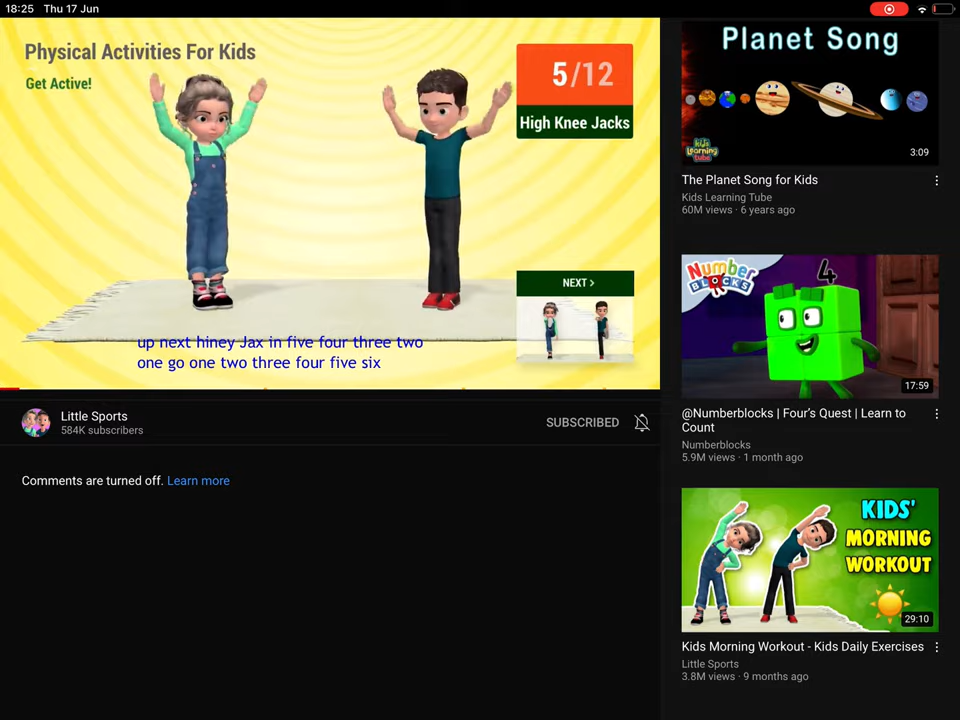 18:25 Thu 17 Jun
Physical Activities For Kids
Get Active!
5/12
High Knee Jacks
NEXT >
up next hiney Jax in five four three two
one go one two three four five six
Little Sports
584K subscribers
SUBSCRIBED
Comments are turned off. Learn more
Planet Song
Kids Learning Tube
3:09
The Planet Song for Kids
Kids Learning Tube
60M views · 6 years ago
Number
BLOCKS
4
17:59
@Numberblocks | Four's Quest | Learn to
Count
Numberblocks
5.9M views · 1 month ago
KIDS'
MORNING
WORKOUT
29:10
Kids Morning Workout - Kids Daily Exercises
Little Sports
3.8M views · 9 months ago